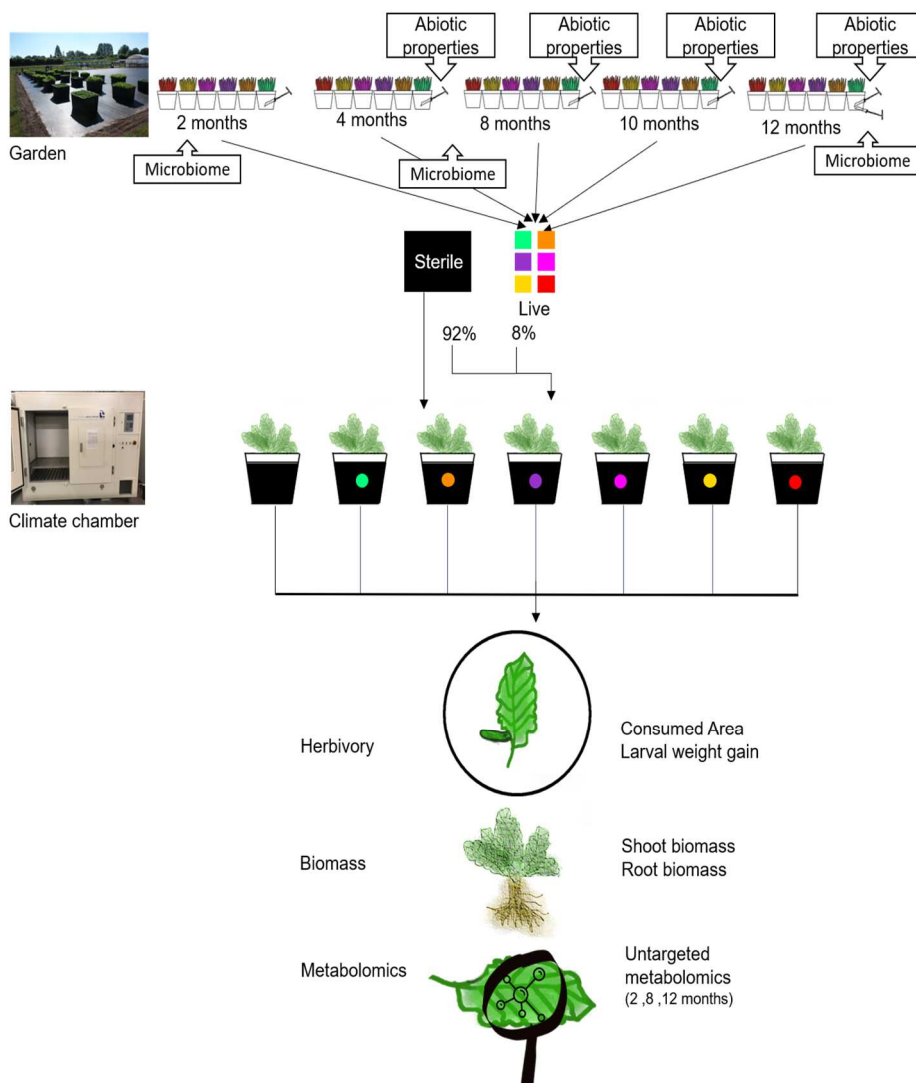 Abiotic
properties
Abiotic
properties
Abiotic
properties
Abiotic
properties
2 months
4 months
8 months
10 months
12 months
Garden
Microbiome
Microbiome
Microbiome
Sterile
Live
92%
8%
Climate chamber
Herbivory
Consumed Area
Larval weight gain
Biomass
Shoot biomass
Root biomass
Metabolomics
Untargeted
metabolomics
(2 ,8 ,12 months)